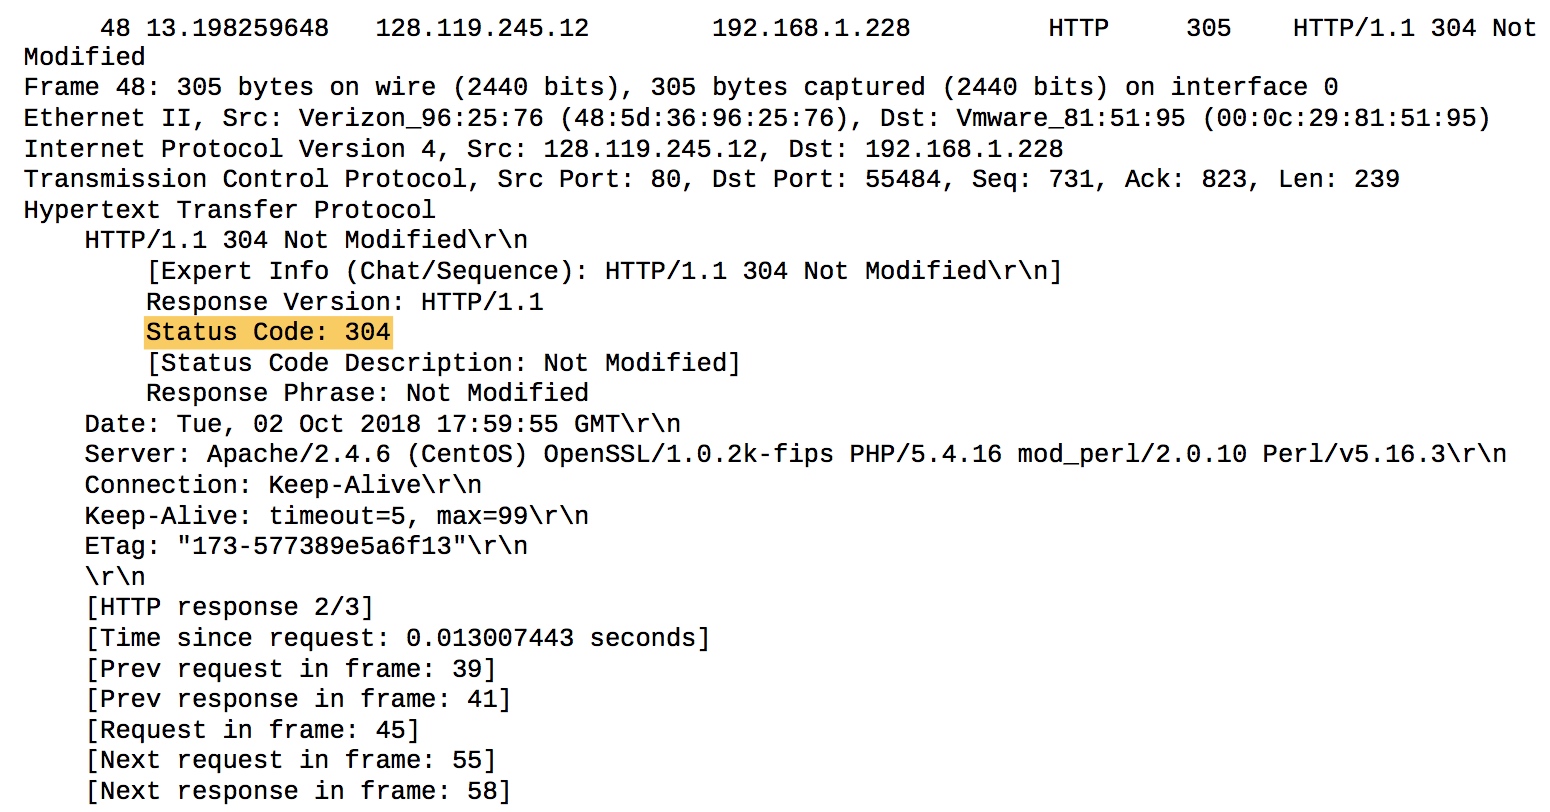 48 13.198259648 128.119.245.12 192.168.1.228 HTTP 305 HTTP/1.1 304 Not
Modified
Frame 48: 305 bytes on wire (2440 bits), 305 bytes captured (2440 bits) on interface 0
Ethernet II, Src: Verizon_96:25:76 (48:5d:36:96:25:76), Dst: Vmware_81:51:95 (00:0c:29:81:51:95)
Internet Protocol Version 4, Src: 128.119.245.12, Dst: 192.168.1.228
Transmission Control Protocol, Src Port: 80, Dst Port: 55484, Seq: 731, Ack: 823, Len: 239
Hypertext Transfer Protocol
HTTP/1.1 304 Not Modified\r\n
[Expert Info (Chat/Sequence): HTTP/1.1 304 Not Modified\r\n]
Response Version: HTTP/1.1
Status Code: 304
[Status Code Description: Not Modified]
Response Phrase: Not Modified
Date: Tue, 02 Oct 2018 17:59:55 GMT\r\n
Server: Apache/2.4.6 (CentOS) OpenSSL/1.0.2k-fips PHP/5.4.16 mod_perl/2.0.10 Perl/v5.16.3\r\n
Connection: Keep-Alive\r\n
Keep-Alive: timeout=5, max=99\r\n
ETag: "173-577389e5a6f13"\r\n
\r\n
[HTTP response 2/3]
[Time since request: 0.013007443 seconds]
[Prev request in frame: 39]
[Prev response in frame: 41]
[Request in frame: 45]
[Next request in frame: 55]
[Next response in frame: 58]